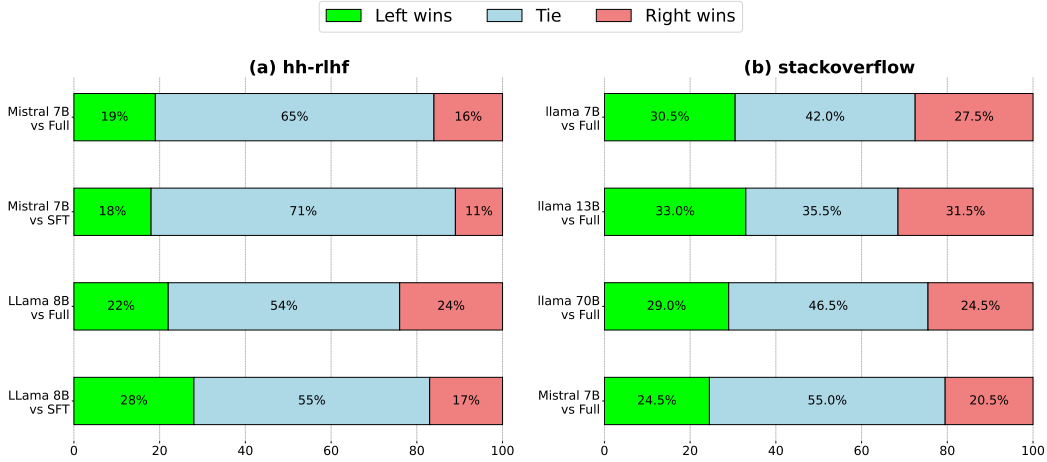 Left wins
Tie
Right wins
(a) hh-rlhf
Mistral 7B
vs Full
19%
65%
16%
Mistral 7B
vs SFT
18%
71%
11%
LLama 8B
vs Full
22%
54%
24%
LLama 8B
vs SFT
28%
55%
17%
0 20 40 60 80 100
(b) stackoverflow
llama 7B
vs Full
30.5%
42.0%
27.5%
llama 13B
vs Full
33.0%
35.5%
31.5%
llama 70B
vs Full
29.0%
46.5%
24.5%
Mistral 7B
vs Full
24.5%
55.0%
20.5%
0 20 40 60 80 100